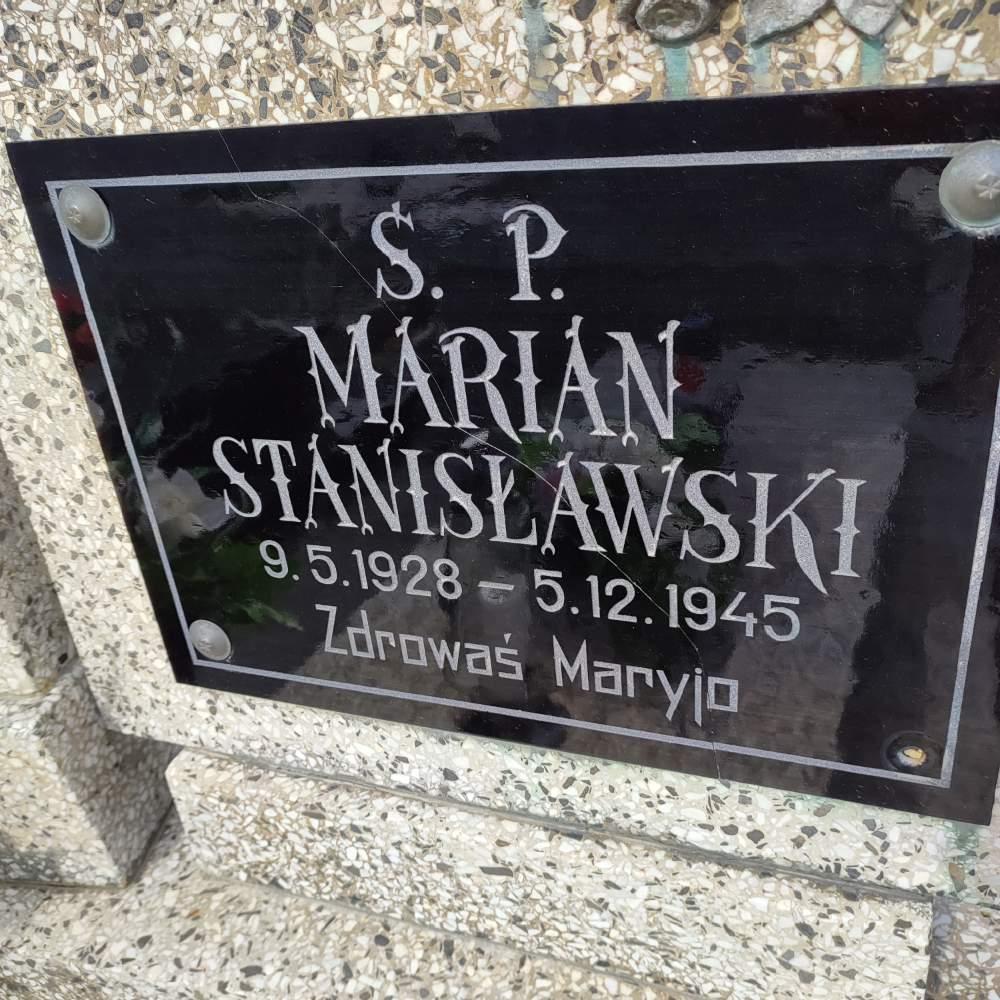 Ś. P.
MARIAN
STANISŁAWSKI
9.5.1928 – 5.12.1945
Zdrowaś Maryjo